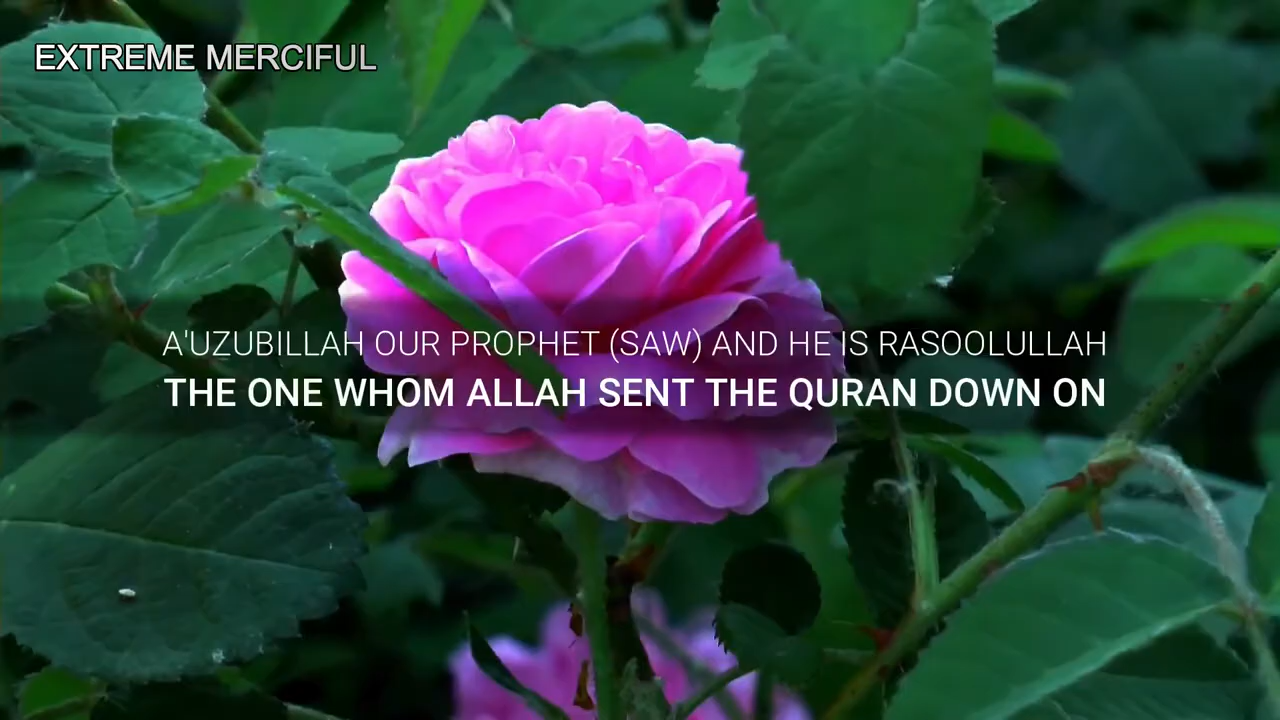 EXTREME MERCIFUL
A'UZUBILLAH OUR PROPHET (SAW) AND HE IS RASOOLULLAH
THE ONE WHOM ALLAH SENT THE QURAN DOWN ON